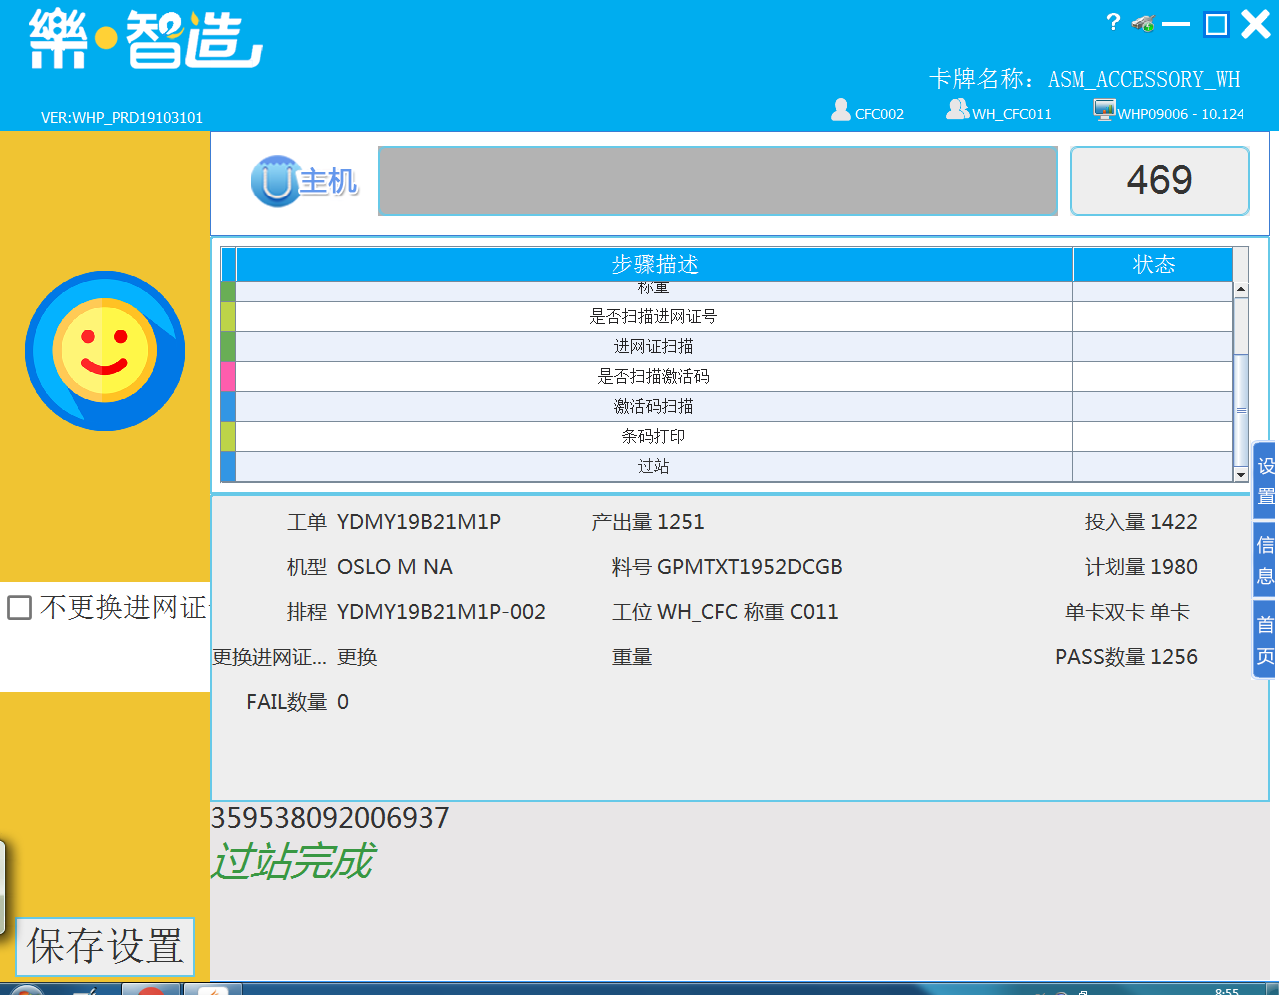 樂·智造
?
卡牌名称：ASM_ACCESSORY_WH
VER:WHP_PRD19103101
CFC002
WH_CFC011
WHP09006 - 10.124
主机
469
步骤描述 状态
称重
是否扫描进网证号
进网证扫描
是否扫描激活码
激活码扫描
条码打印
过站
设置
信息
首页
工单 YDMY19B21M1P 产出量 1251 投入量 1422
机型 OSLO M NA 料号 GPMTXT1952DCGB 计划量 1980
排程 YDMY19B21M1P-002 工位 WH_CFC 称重 C011 单卡双卡 单卡
更换进网证... 更换 重量 PASS数量 1256
FAIL数量 0
不更换进网证
359538092006937
过站完成
保存设置
8:55